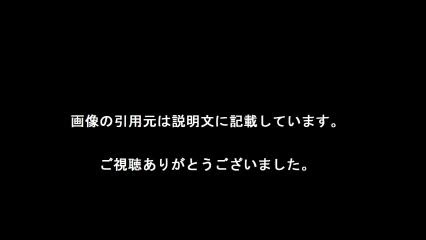 画像の引用元は説明文に記載しています。
ご視聴ありがとうございました。